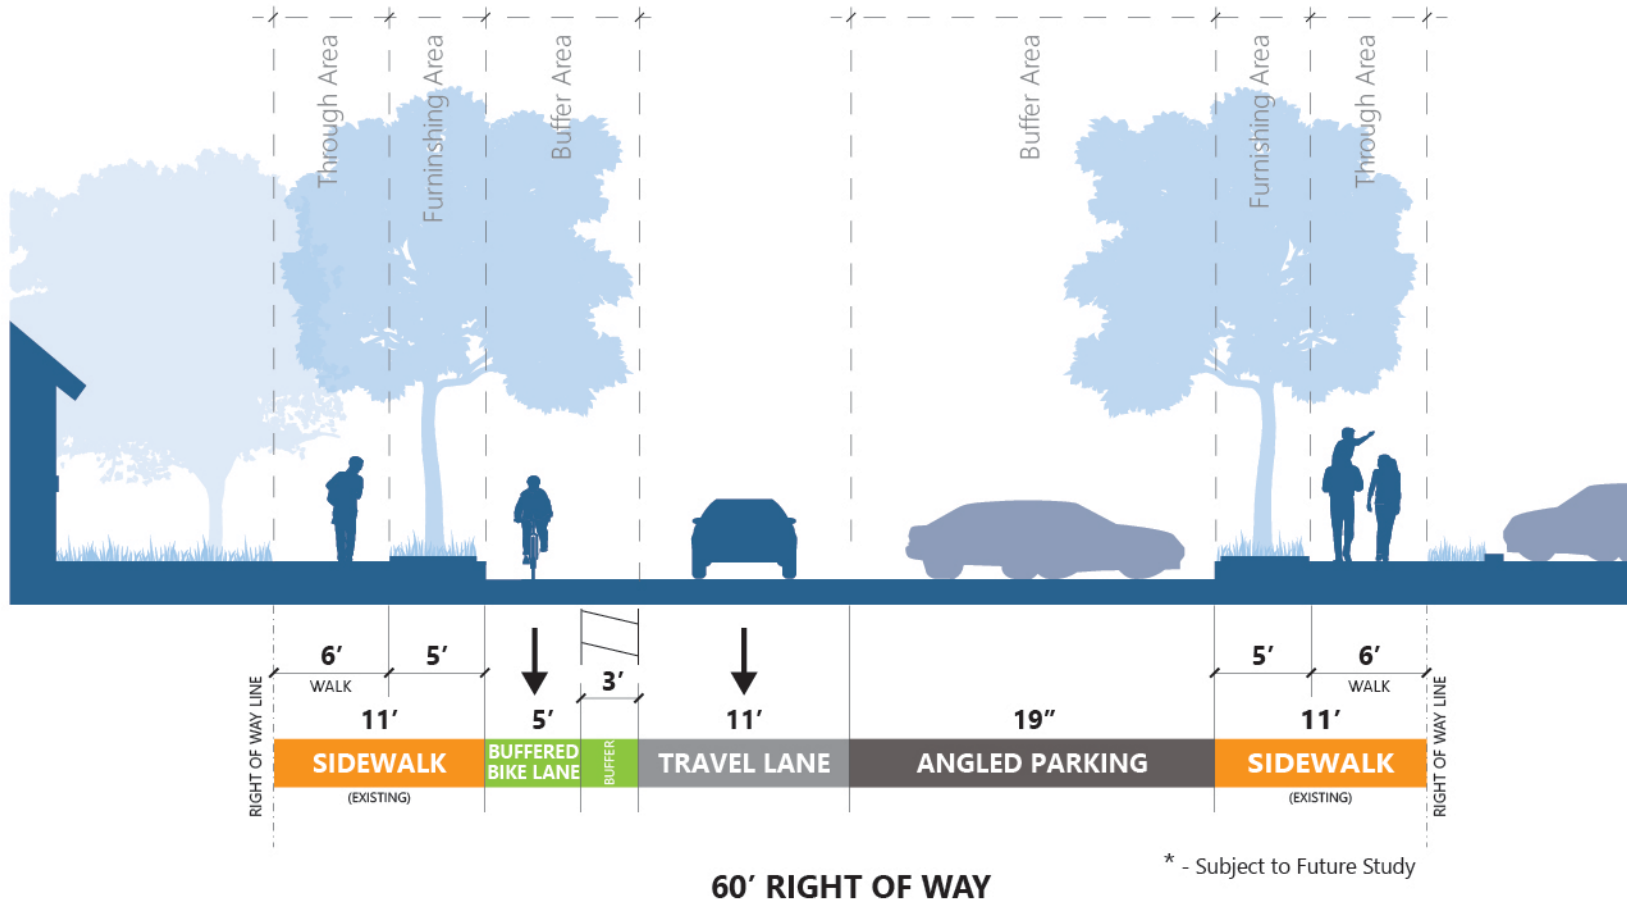 Through Area
Furnishing Area
Buffer Area
Buffer Area
Furnishing Area
Through Area
6’
5’
3’
5’
6’
WALK
WALK
11’
5’
11’
19”
11’
RIGHT OF WAY LINE
SIDEWALK
BUFFERED
BIKE LANE
BUFFER
TRAVEL LANE
ANGLED PARKING
SIDEWALK
RIGHT OF WAY LINE
(EXISTING)
(EXISTING)
* - Subject to Future Study
60’ RIGHT OF WAY